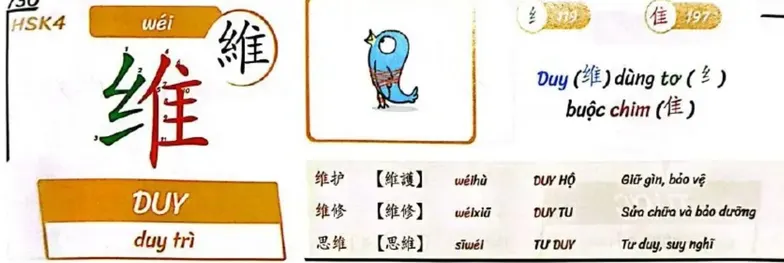 730
HSK4
wéi
維
维
DUY
duy trì
纟 119
隹 197
Duy (维) dùng tơ (纟)
buộc chim (隹)
维护 【維護】 wéihù DUY HỘ Giữ gìn, bảo vệ
维修 【維修】 wéixiū DUY TU Sửa chữa và bảo dưỡng
思维 【思維】 sīwéi TƯ DUY Tư duy, suy nghĩ